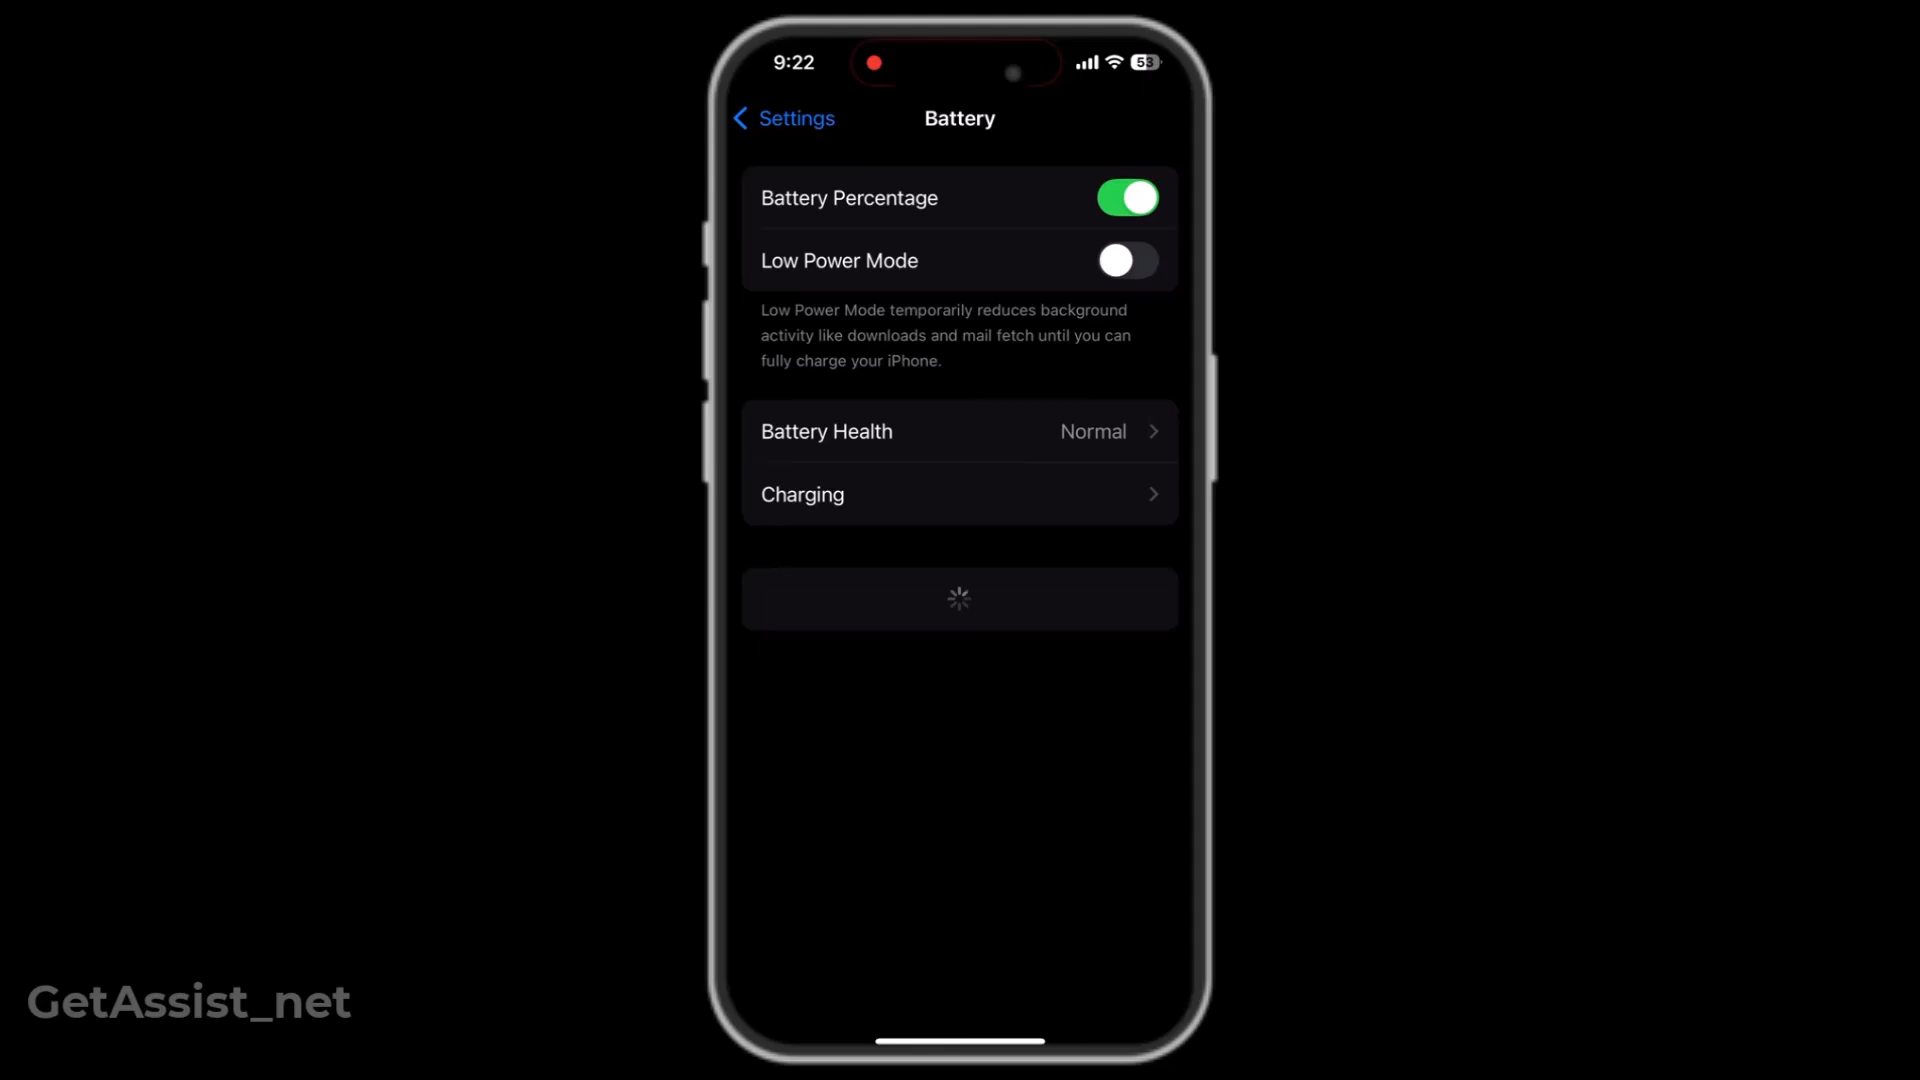 9:22
53
Settings
Battery
Battery Percentage
Low Power Mode
Low Power Mode temporarily reduces background
activity like downloads and mail fetch until you can
fully charge your iPhone.
Battery Health Normal
Charging
GetAssist_net